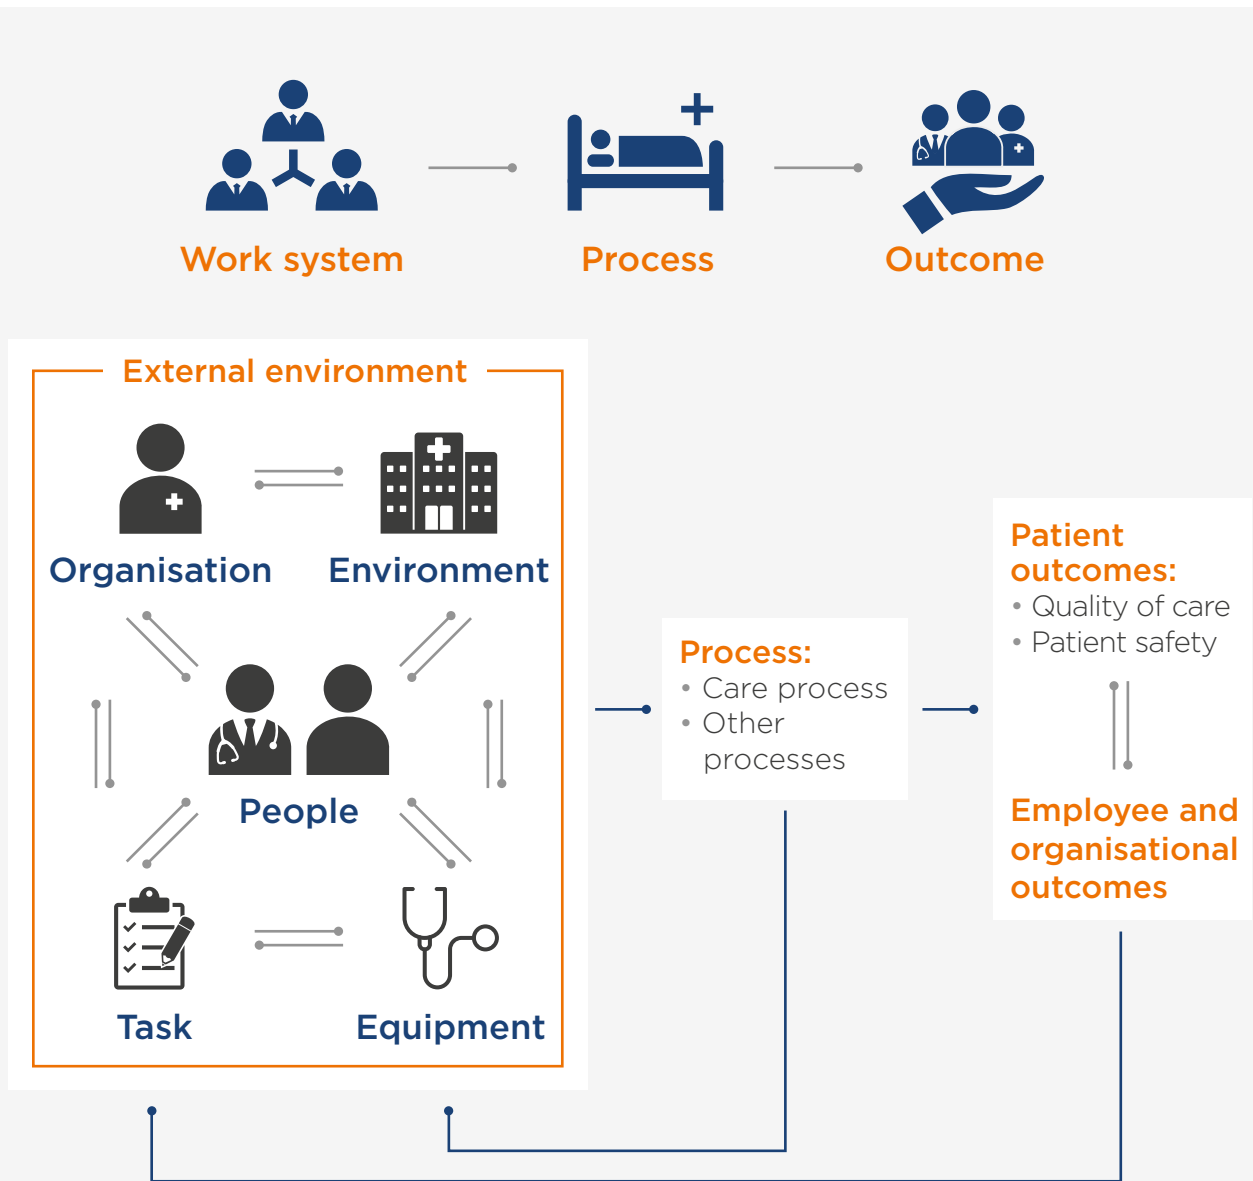 Work system
Process
Outcome
External environment
Organisation
Environment
People
Task
Equipment
Process:
• Care process
• Other
processes
Patient
outcomes:
• Quality of care
• Patient safety
Employee and
organisational
outcomes